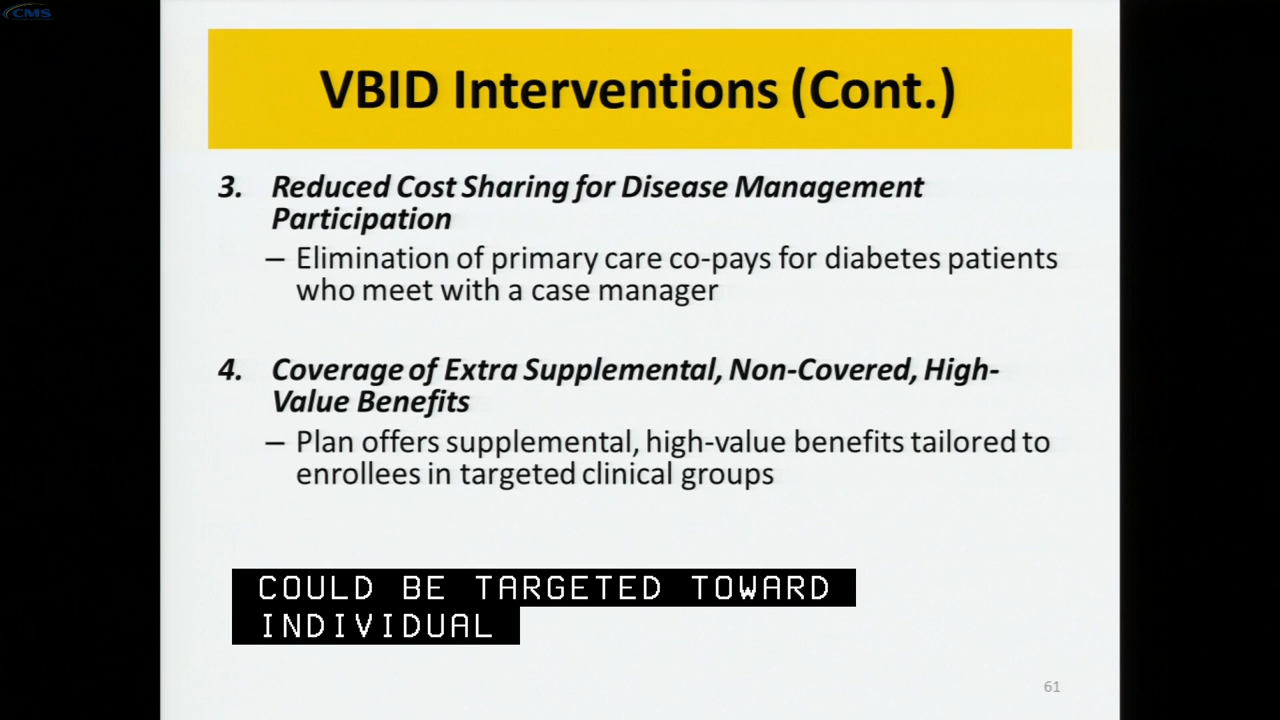 CMS
VBID Interventions (Cont.)
3. Reduced Cost Sharing for Disease Management
Participation
– Elimination of primary care co-pays for diabetes patients
who meet with a case manager
4. Coverage of Extra Supplemental, Non-Covered, High-
Value Benefits
– Plan offers supplemental, high-value benefits tailored to
enrollees in targeted clinical groups
COULD BE TARGETED TOWARD
INDIVIDUAL
61